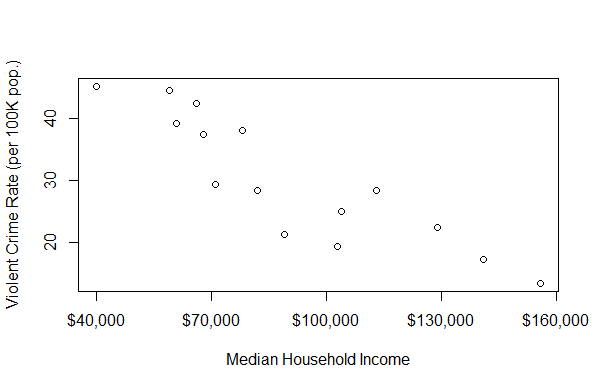 Violent Crime Rate (per 100K pop.)
40
30
20
$40,000 $70,000 $100,000 $130,000 $160,000
Median Household Income